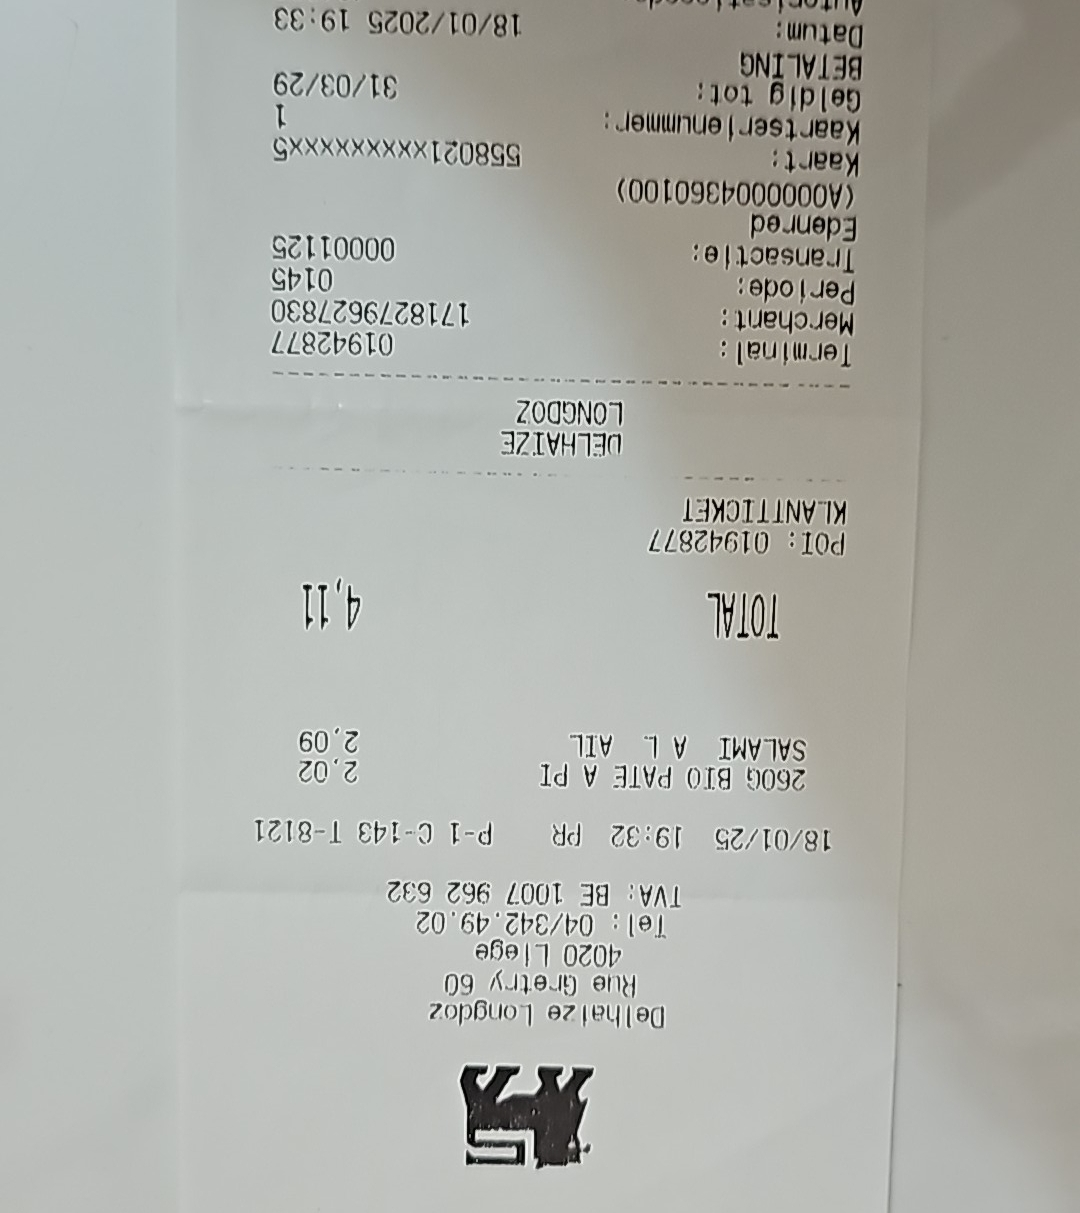 Delhaize Longdoz
Rue Gretry 60
4020 Liege
Tel: 04/342.49.02
TVA: BE 1007 962 632
18/01/25 19:32 PR P-1 C-143 T-8121
260G BIO PATE A PI 2,02
SALAMI A L AIL 2,09
TOTAL 4,11
POI: 01942877
KLANTTICKET
DELHAIZE
LONGDOZ
Terminal: 01942877
Merchant: 1718279627830
Periode: 0145
Transactie: 00001125
Edenred
(A0000004360100)
Kaart: 558021xxxxxxxxx5
Kaartserienummer: 1
Geldig tot: 31/03/29
BETALING
Datum: 18/01/2025 19:33